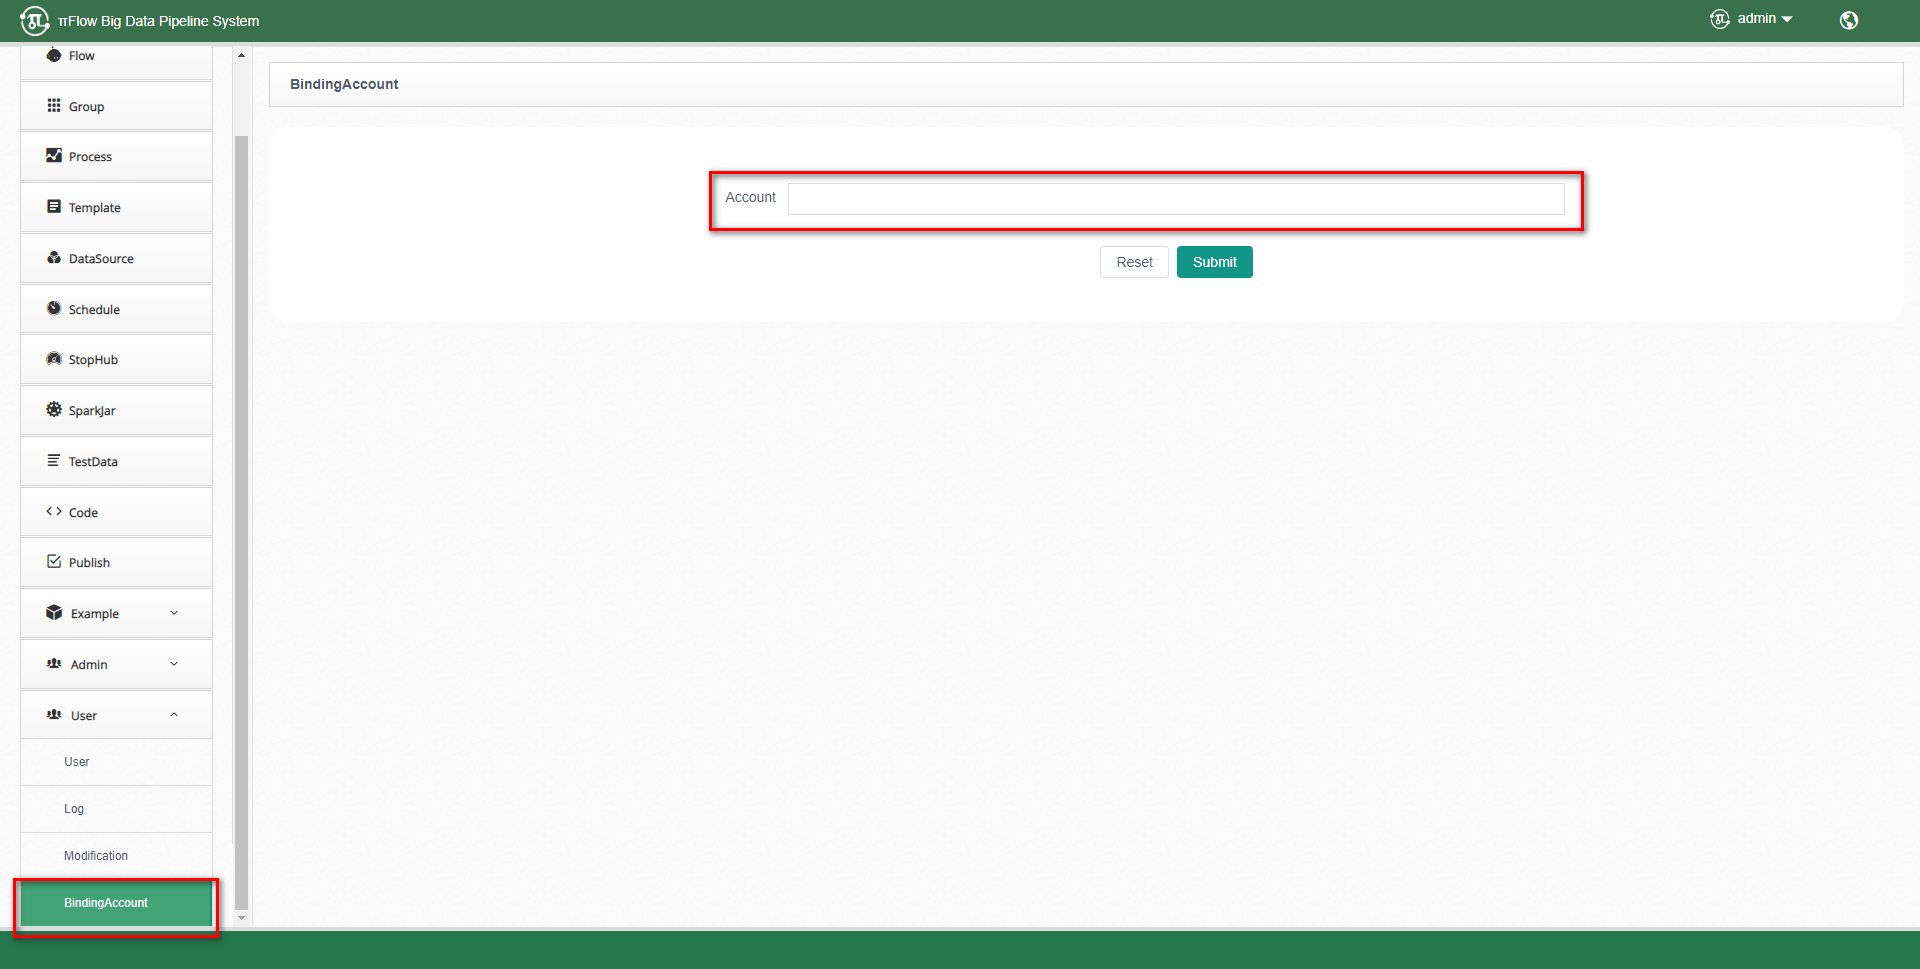 πFlow Big Data Pipeline System
admin
Flow
Group
Process
Template
DataSource
Schedule
StopHub
SparkJar
TestData
Code
Publish
Example
Admin
User
User
Log
Modification
BindingAccount
BindingAccount
Account
Reset
Submit